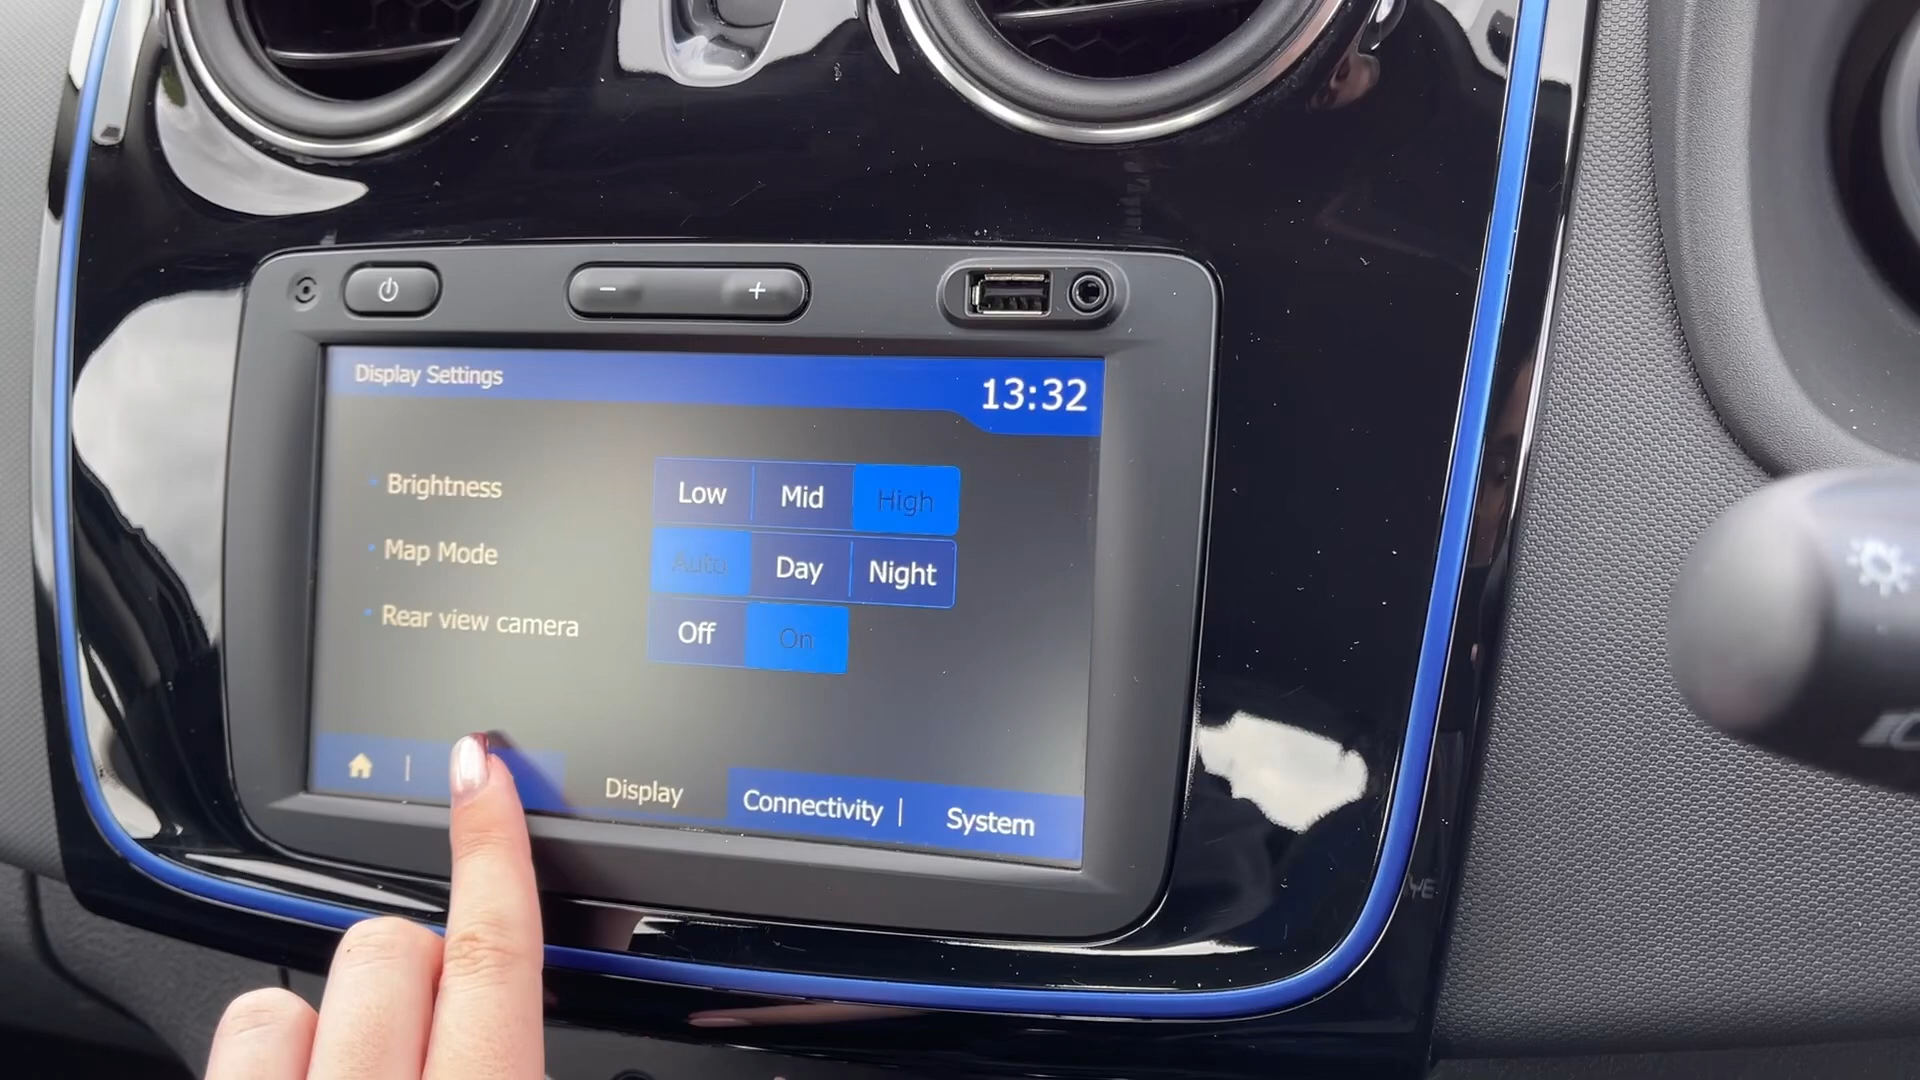 Display Settings
13:32
Brightness
Low Mid High
Map Mode
Auto Day Night
Rear view camera
Off On
Display Connectivity System